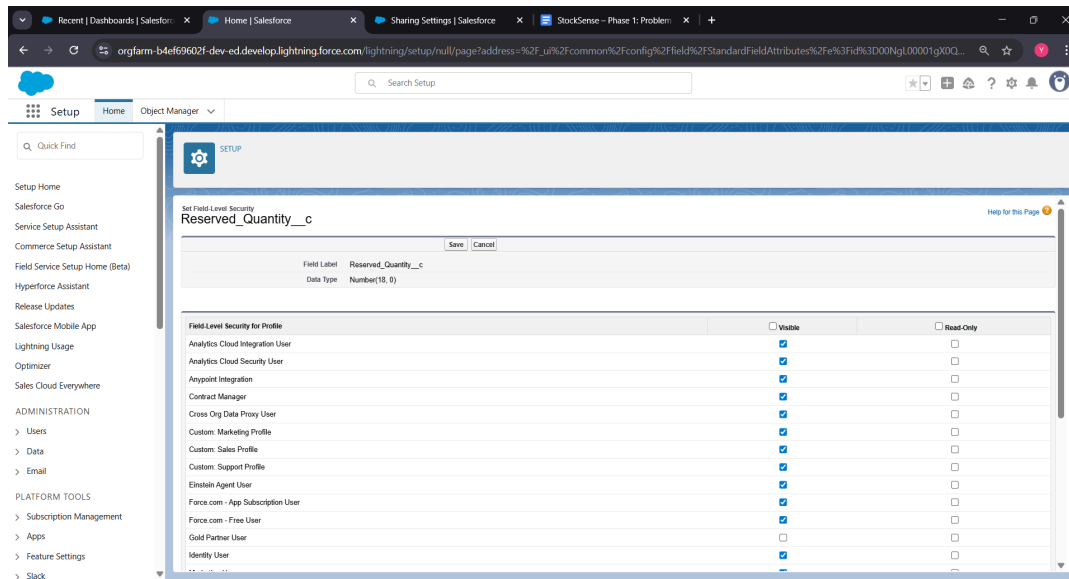 Recent | Dashboards | Salesforc
Home | Salesforce
Sharing Settings | Salesforce
StockSense – Phase 1: Problem
orgfarm-b4ef69602f-dev-ed.develop.lightning.force.com/lightning/setup/null/page?address=%2F_ui%2Fcommon%2Fconfig%2Ffield%2FStandardFieldAttributes%2Fe%3Fid%3D00NgL00001gX0Q...
Y
Search Setup
Setup Home Object Manager
Quick Find
SETUP
Setup Home
Salesforce Go
Service Setup Assistant
Commerce Setup Assistant
Field Service Setup Home (Beta)
Hyperforce Assistant
Release Updates
Salesforce Mobile App
Lightning Usage
Optimizer
Sales Cloud Everywhere
ADMINISTRATION
Users
Data
Email
PLATFORM TOOLS
Subscription Management
Apps
Feature Settings
Slack
Set Field-Level Security
Reserved_Quantity__c
Help for this Page
Save Cancel
Field Label Reserved_Quantity__c
Data Type Number(18, 0)
Field-Level Security for Profile Visible Read-Only
Analytics Cloud Integration User
Analytics Cloud Security User
Anypoint Integration
Contract Manager
Cross Org Data Proxy User
Custom: Marketing Profile
Custom: Sales Profile
Custom: Support Profile
Einstein Agent User
Force.com - App Subscription User
Force.com - Free User
Gold Partner User
Identity User